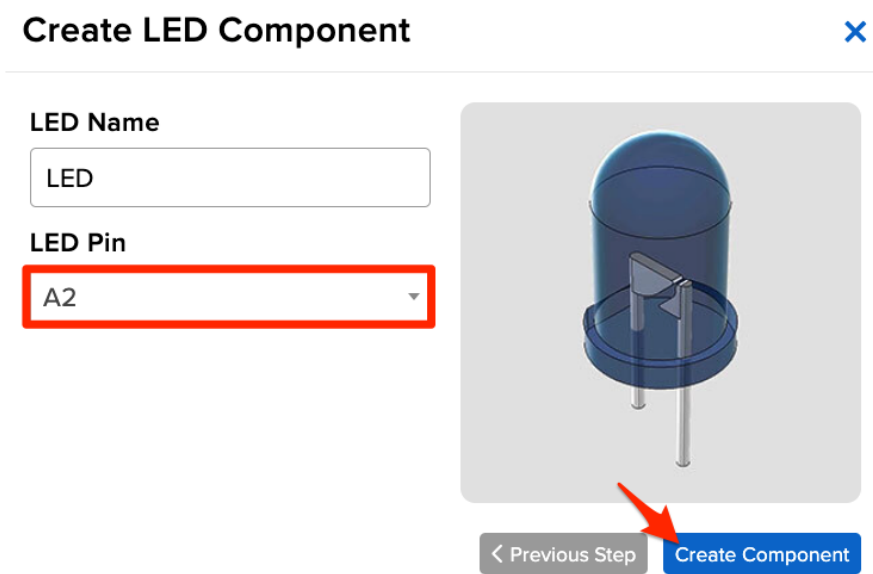 Create LED Component
LED Name
LED
LED Pin
A2
Previous Step
Create Component